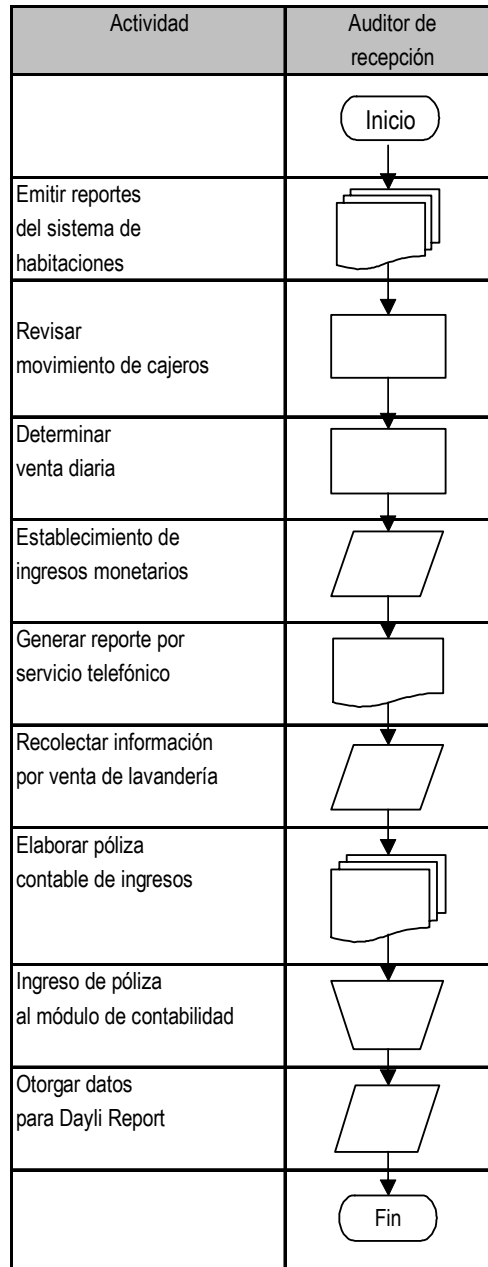 Actividad
Auditor de
recepción
Inicio
Emitir reportes
del sistema de
habitaciones
Revisar
movimiento de cajeros
Determinar
venta diaria
Establecimiento de
ingresos monetarios
Generar reporte por
servicio telefónico
Recolectar información
por venta de lavandería
Elaborar póliza
contable de ingresos
Ingreso de póliza
al módulo de contabilidad
Otorgar datos
para Dayli Report
Fin